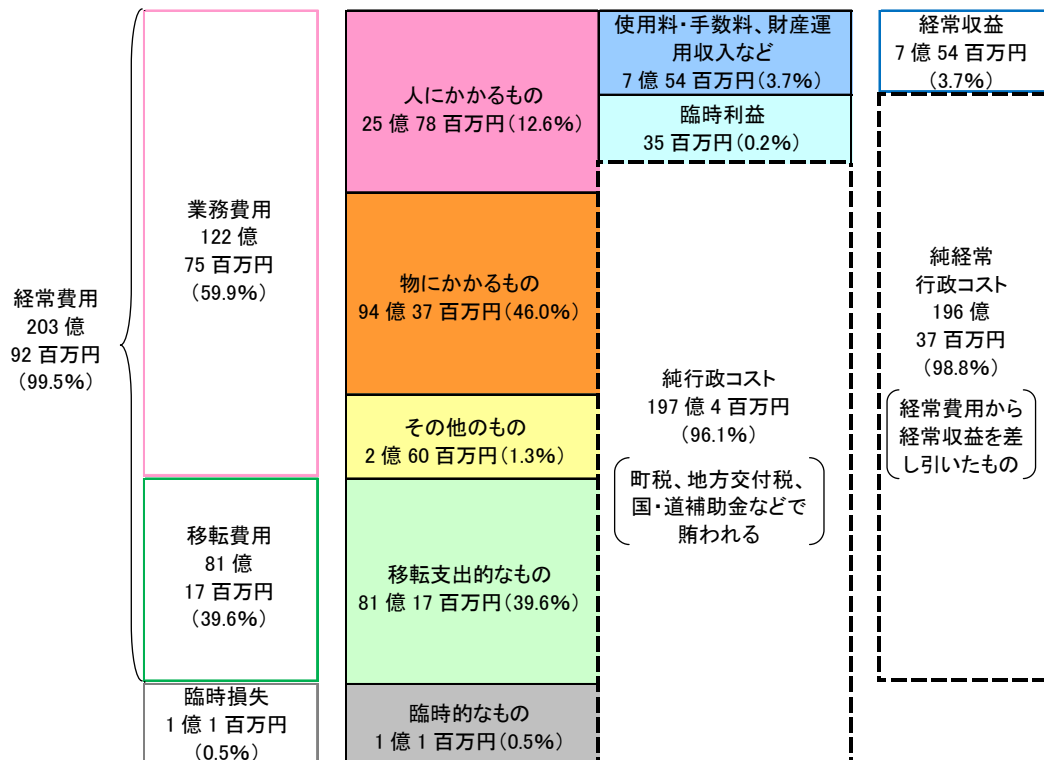 経常費用
203 億
92 百万円
(99.5%)
業務費用
122 億
75 百万円
(59.9%)
移転費用
81 億
17 百万円
(39.6%)
臨時損失
1 億 1 百万円
(0.5%)
人にかかるもの
25 億 78 百万円(12.6%)
物にかかるもの
94 億 37 百万円(46.0%)
その他のもの
2 億 60 百万円(1.3%)
移転支出的なもの
81 億 17 百万円(39.6%)
臨時的なもの
1 億 1 百万円(0.5%)
使用料・手数料、財産運
用収入など
7 億 54 百万円(3.7%)
臨時利益
35 百万円(0.2%)
純行政コスト
197 億 4 百万円
(96.1%)
町税、地方交付税、
国・道補助金などで
賄われる
経常収益
7 億 54 百万円
(3.7%)
純経常
行政コスト
196 億
37 百万円
(98.8%)
経常費用から
経常収益を差
し引いたもの